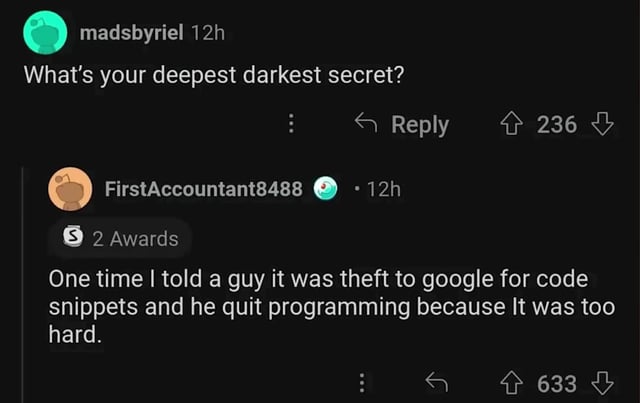 madsbyriel 12h
What's your deepest darkest secret?
Reply 236
FirstAccountant8488 • 12h
S 2 Awards
One time I told a guy it was theft to google for code
snippets and he quit programming because It was too
hard.
633